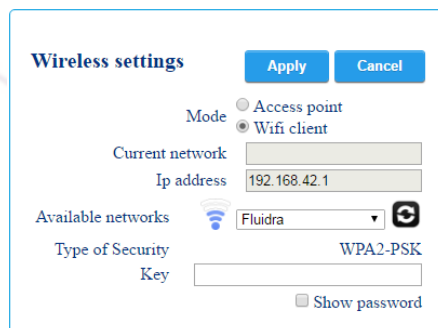 Wireless settings Apply Cancel
Mode Access point
Wifi client
Current network
Ip address 192.168.42.1
Available networks Fluidra
Type of Security WPA2-PSK
Key
Show password